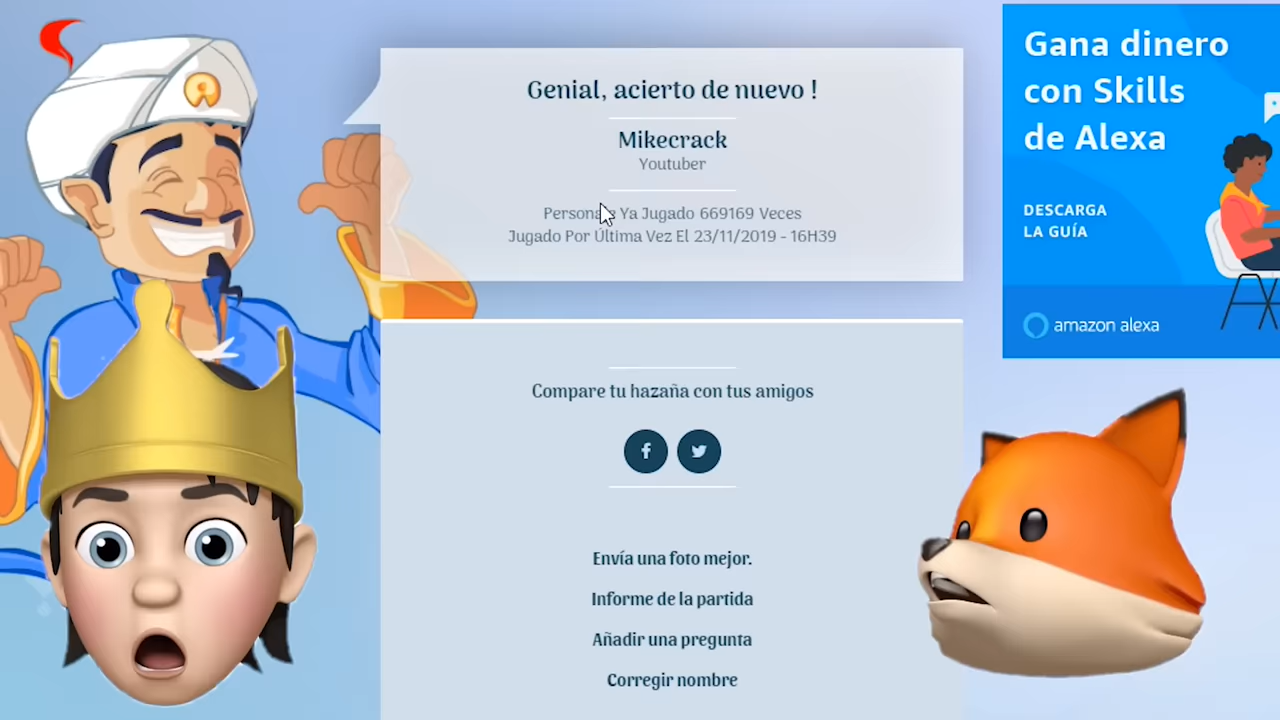 Genial, acierto de nuevo !
Mikecrack
Youtuber
Personaje Ya Jugado 669169 Veces
Jugado Por Última Vez El 23/11/2019 - 16H39
Compare tu hazaña con tus amigos
Envía una foto mejor.
Informe de la partida
Añadir una pregunta
Corregir nombre
Gana dinero
con Skills
de Alexa
DESCARGA
LA GUÍA
amazon alexa